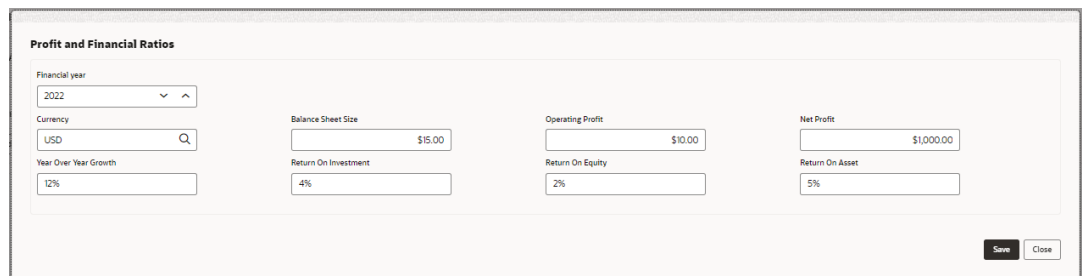 Profit and Financial Ratios
Financial year
2022
Currency Balance Sheet Size Operating Profit Net Profit
USD $15.00 $10.00 $1,000.00
Year Over Year Growth Return On Investment Return On Equity Return On Asset
12% 4% 2% 5%
Save Close